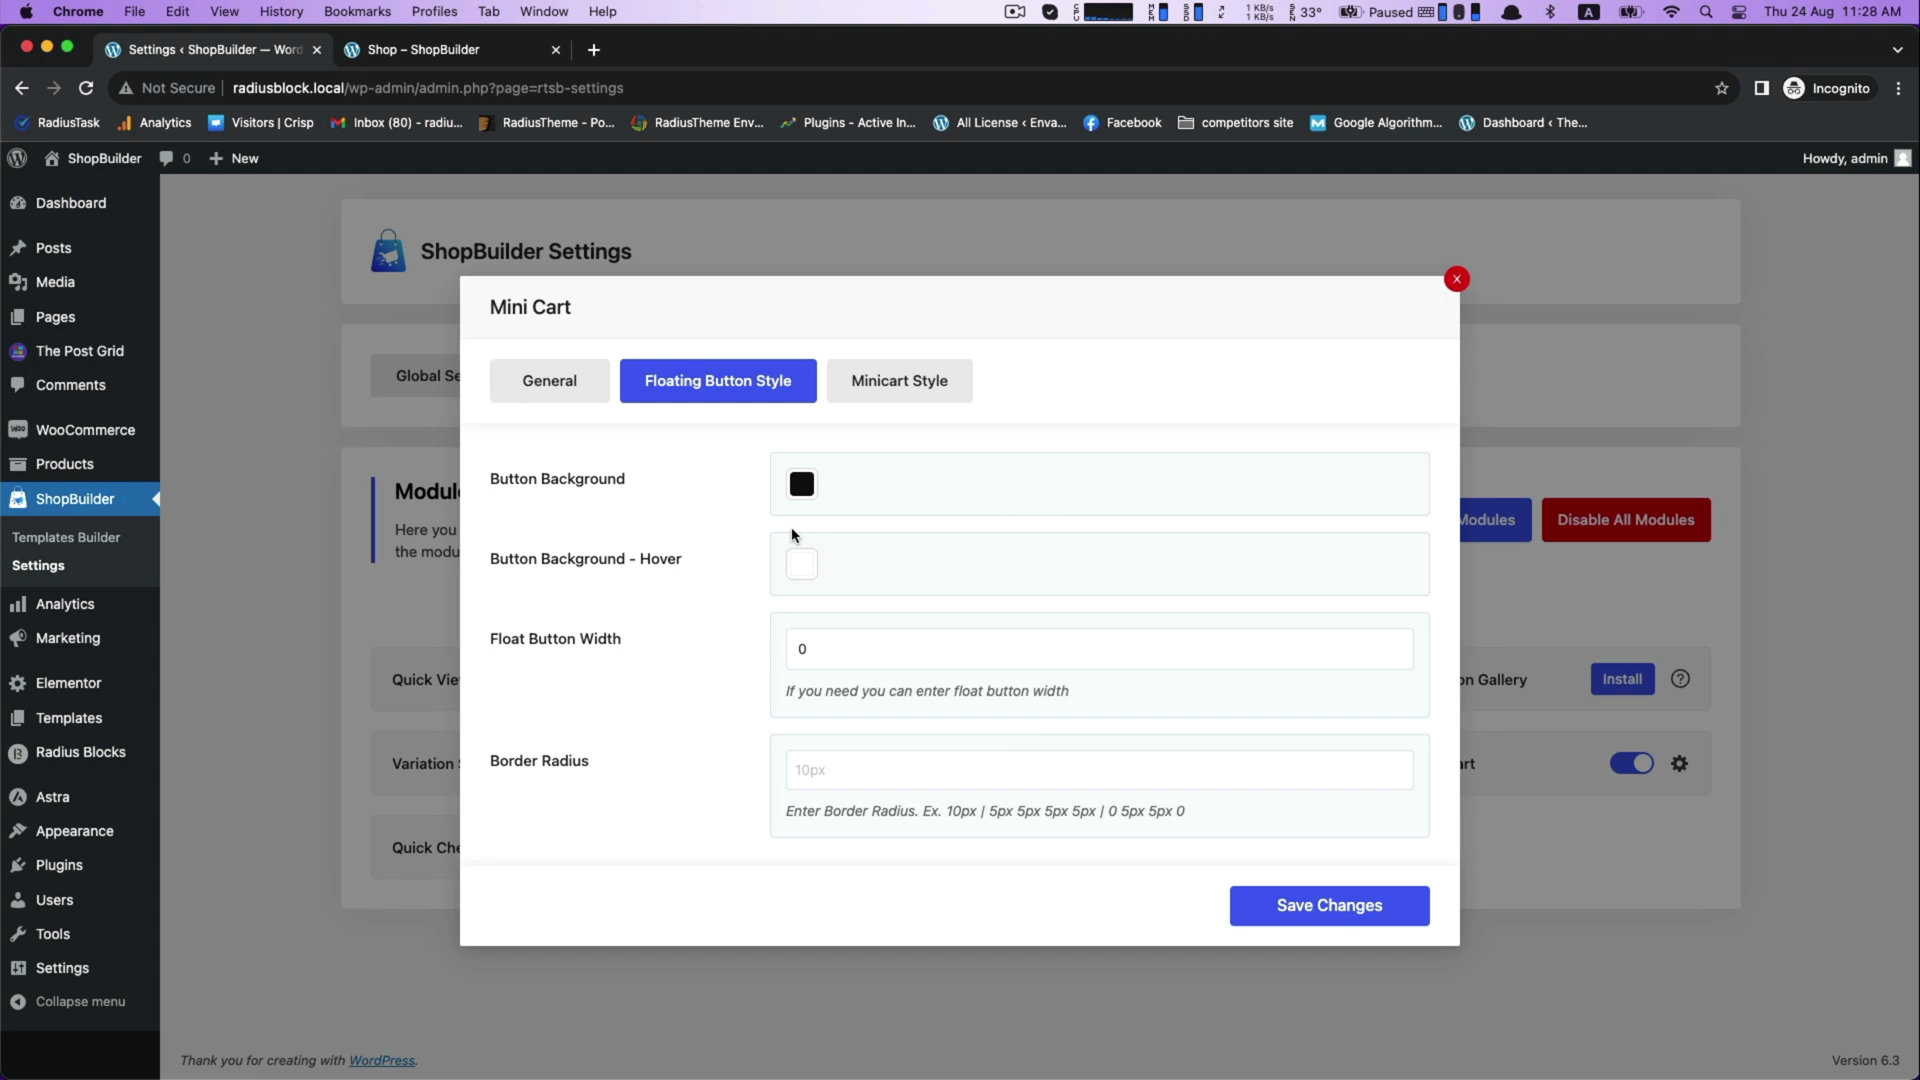 Chrome File Edit View History Bookmarks Profiles Tab Window Help 1 KB/s 1 KB/s 33° Paused A Thu 24 Aug 11:28 AM
Settings ‹ ShopBuilder — Word Shop – ShopBuilder
Not Secure radiusblock.local/wp-admin/admin.php?page=rtsb-settings Incognito
RadiusTask Analytics Visitors | Crisp Inbox (80) - radiu... RadiusTheme - Po... RadiusTheme Env... Plugins - Active In... All License ‹ Enva... Facebook competitors site Google Algorithm... Dashboard ‹ The...
ShopBuilder 0 New Howdy, admin
Dashboard
Posts
Media
Pages
The Post Grid
Comments
WooCommerce
Products
ShopBuilder
Templates Builder
Settings
Analytics
Marketing
Elementor
Templates
Radius Blocks
Astra
Appearance
Plugins
Users
Tools
Settings
Collapse menu
ShopBuilder Settings
Global Se
Modul
Here you
the modu
Modules
Disable All Modules
Quick Vie
on Gallery
Install
Variation
art
Quick Che
Mini Cart
General
Floating Button Style
Minicart Style
Button Background
Button Background - Hover
Float Button Width
0
If you need you can enter float button width
Border Radius
10px
Enter Border Radius. Ex. 10px | 5px 5px 5px 5px | 0 5px 5px 0
Save Changes
Thank you for creating with WordPress.
Version 6.3